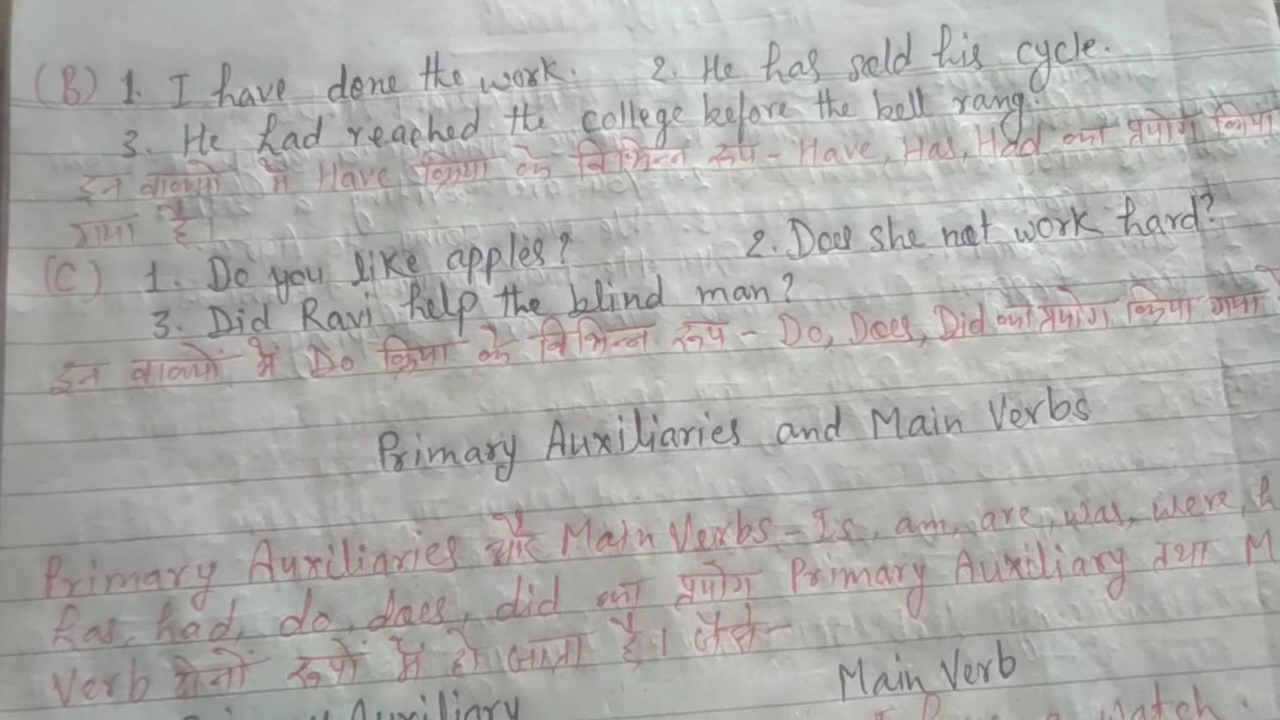 (B) 1. I have done the work. 2. He has sold his cycle.
3. He had reached the college before the bell rang.
इन वाक्यो में Have क्रिया के विभिन्न रूप - Have, Has, Had का प्रयोग किया
गया है।
(C) 1. Do you like apples? 2. Does she not work hard?
3. Did Ravi help the blind man?
इन वाक्यों में Do क्रिया के विभिन्न रूप - Do, Does, Did का प्रयोग किया गया
Primary Auxiliaries and Main Verbs
Primary Auxiliaries और Main Verbs - Is, am, are, was, were, h
has, had, do, does, did का प्रयोग Primary Auxiliary तथा M
Verb दोनो रूपो में हो जाता है। जैसे-
Auxiliary Main Verb
watch.